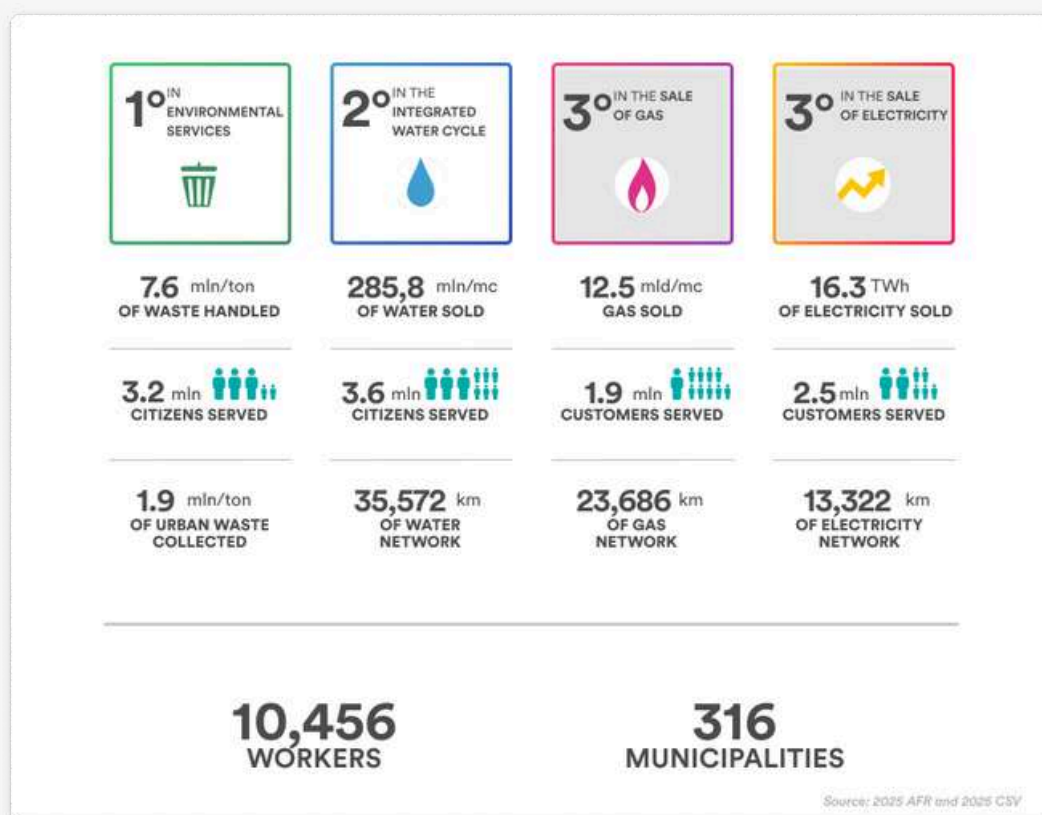 1° IN
ENVIRONMENTAL
SERVICES
2° IN THE
INTEGRATED
WATER CYCLE
3° IN THE SALE
OF GAS
3° IN THE SALE
OF ELECTRICITY
7.6 mln/ton
OF WASTE HANDLED
285,8 mln/mc
OF WATER SOLD
12.5 mld/mc
GAS SOLD
16.3 TWh
OF ELECTRICITY SOLD
3.2 mln
CITIZENS SERVED
3.6 mln
CITIZENS SERVED
1.9 mln
CUSTOMERS SERVED
2.5 mln
CUSTOMERS SERVED
1.9 mln/ton
OF URBAN WASTE
COLLECTED
35,572 km
OF WATER
NETWORK
23,686 km
OF GAS
NETWORK
13,322 km
OF ELECTRICITY
NETWORK
10,456
WORKERS
316
MUNICIPALITIES
Source: 2025 AFR and 2025 CSV